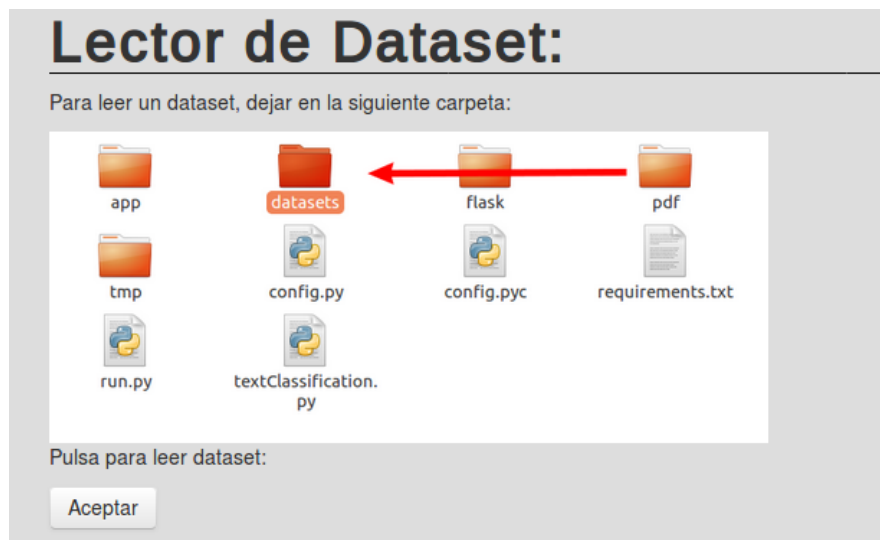 Lector de Dataset:
Para leer un dataset, dejar en la siguiente carpeta:
app
datasets
flask
pdf
tmp
config.py
config.pyc
requirements.txt
run.py
textClassification.
py
Pulsa para leer dataset:
Aceptar